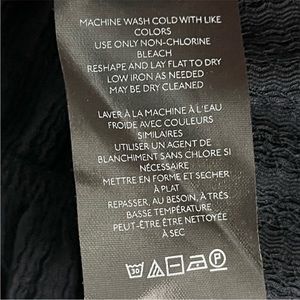 MACHINE WASH COLD WITH LIKE
COLORS
USE ONLY NON-CHLORINE
BLEACH
RESHAPE AND LAY FLAT TO DRY
LOW IRON AS NEEDED
MAY BE DRY CLEANED
LAVER À LA MACHINE À L'EAU
FROIDE AVEC COULEURS
SIMILAIRES
UTILISER UN AGENT DE
BLANCHIMENT SANS CHLORE SI
NÉCESSAIRE
METTRE EN FORME ET SECHER
À PLAT
REPASSER, AU BESOIN, À TRÈS
BASSE TEMPÉRATURE
PEUT-ÊTRE ÊTRE NETTOYÉE
À SEC
30 P